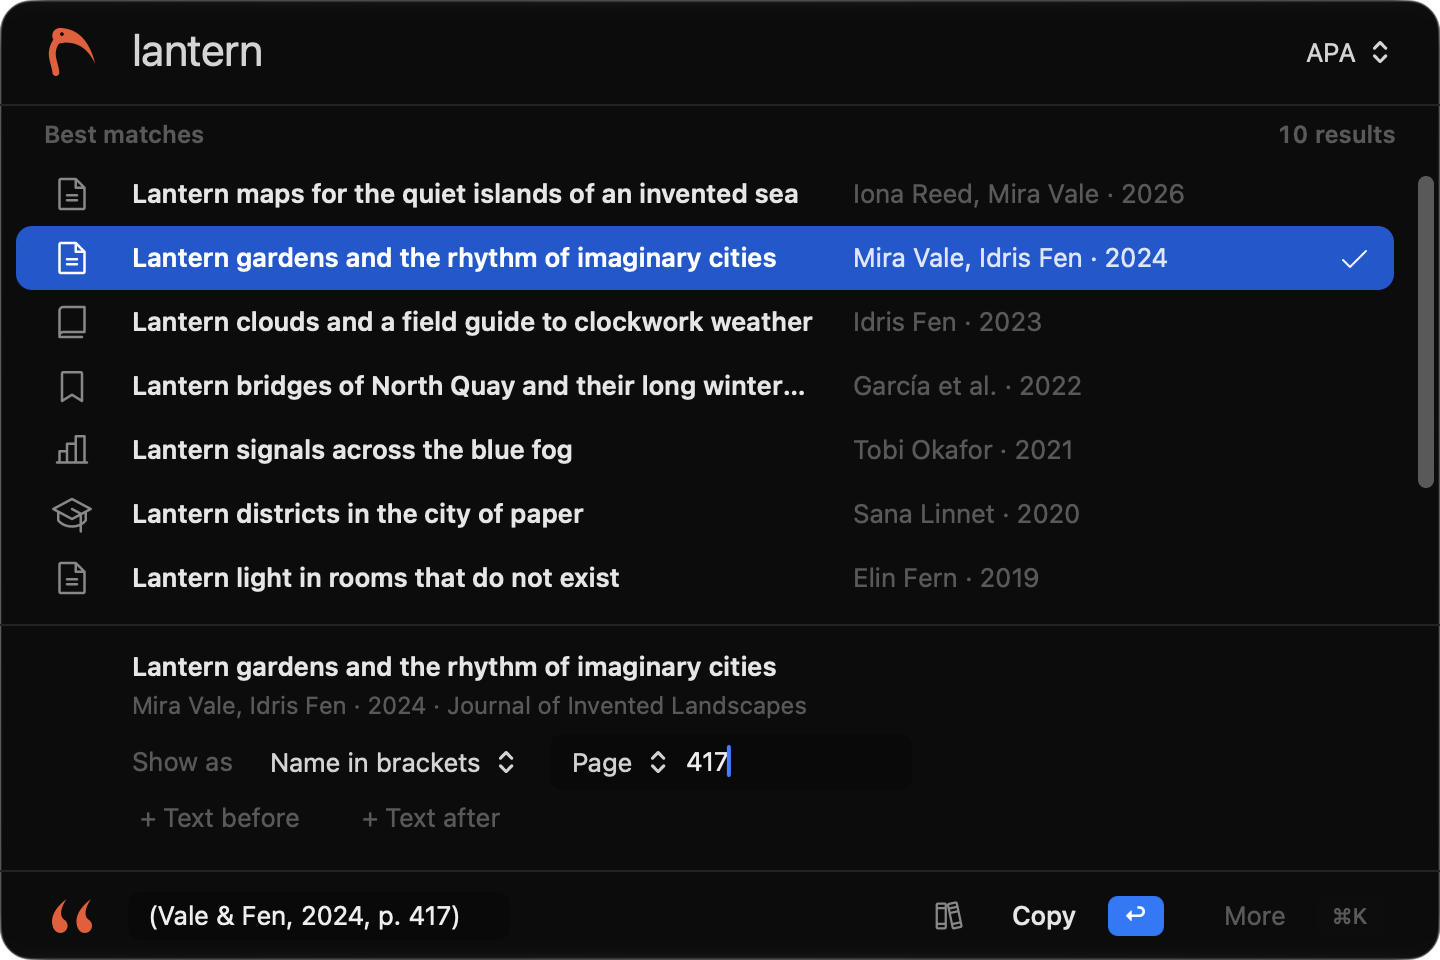 lantern APA
Best matches 10 results
Lantern maps for the quiet islands of an invented sea Iona Reed, Mira Vale · 2026
Lantern gardens and the rhythm of imaginary cities Mira Vale, Idris Fen · 2024
Lantern clouds and a field guide to clockwork weather Idris Fen · 2023
Lantern bridges of North Quay and their long winter... García et al. · 2022
Lantern signals across the blue fog Tobi Okafor · 2021
Lantern districts in the city of paper Sana Linnet · 2020
Lantern light in rooms that do not exist Elin Fern · 2019
Lantern gardens and the rhythm of imaginary cities
Mira Vale, Idris Fen · 2024 · Journal of Invented Landscapes
Show as Name in brackets Page 417
+ Text before + Text after
(Vale & Fen, 2024, p. 417) Copy More ⌘K